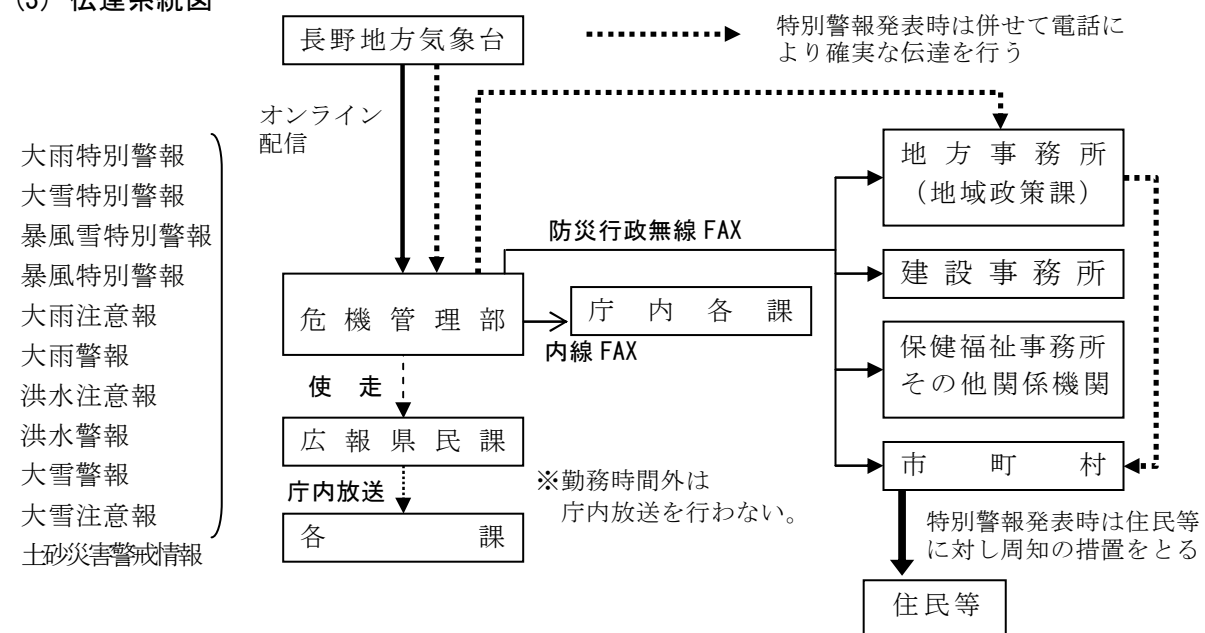 (3) 伝達系統図
長野地方気象台
特別警報発表時は併せて電話に
より確実な伝達を行う
オンライン
配信
大雨特別警報
大雪特別警報
暴風雪特別警報
暴風特別警報
大雨注意報
大雨警報
洪水注意報
洪水警報
大雪警報
大雪注意報
土砂災害警戒情報
地方事務所
(地域政策課)
防災行政無線 FAX
建設事務所
危機管理部
庁内各課
内線 FAX
保健福祉事務所
その他関係機関
使 走
広報県民課
市町村
庁内放送
※勤務時間外は
庁内放送を行わない。
各課
特別警報発表時は住民等
に対し周知の措置をとる
住民等